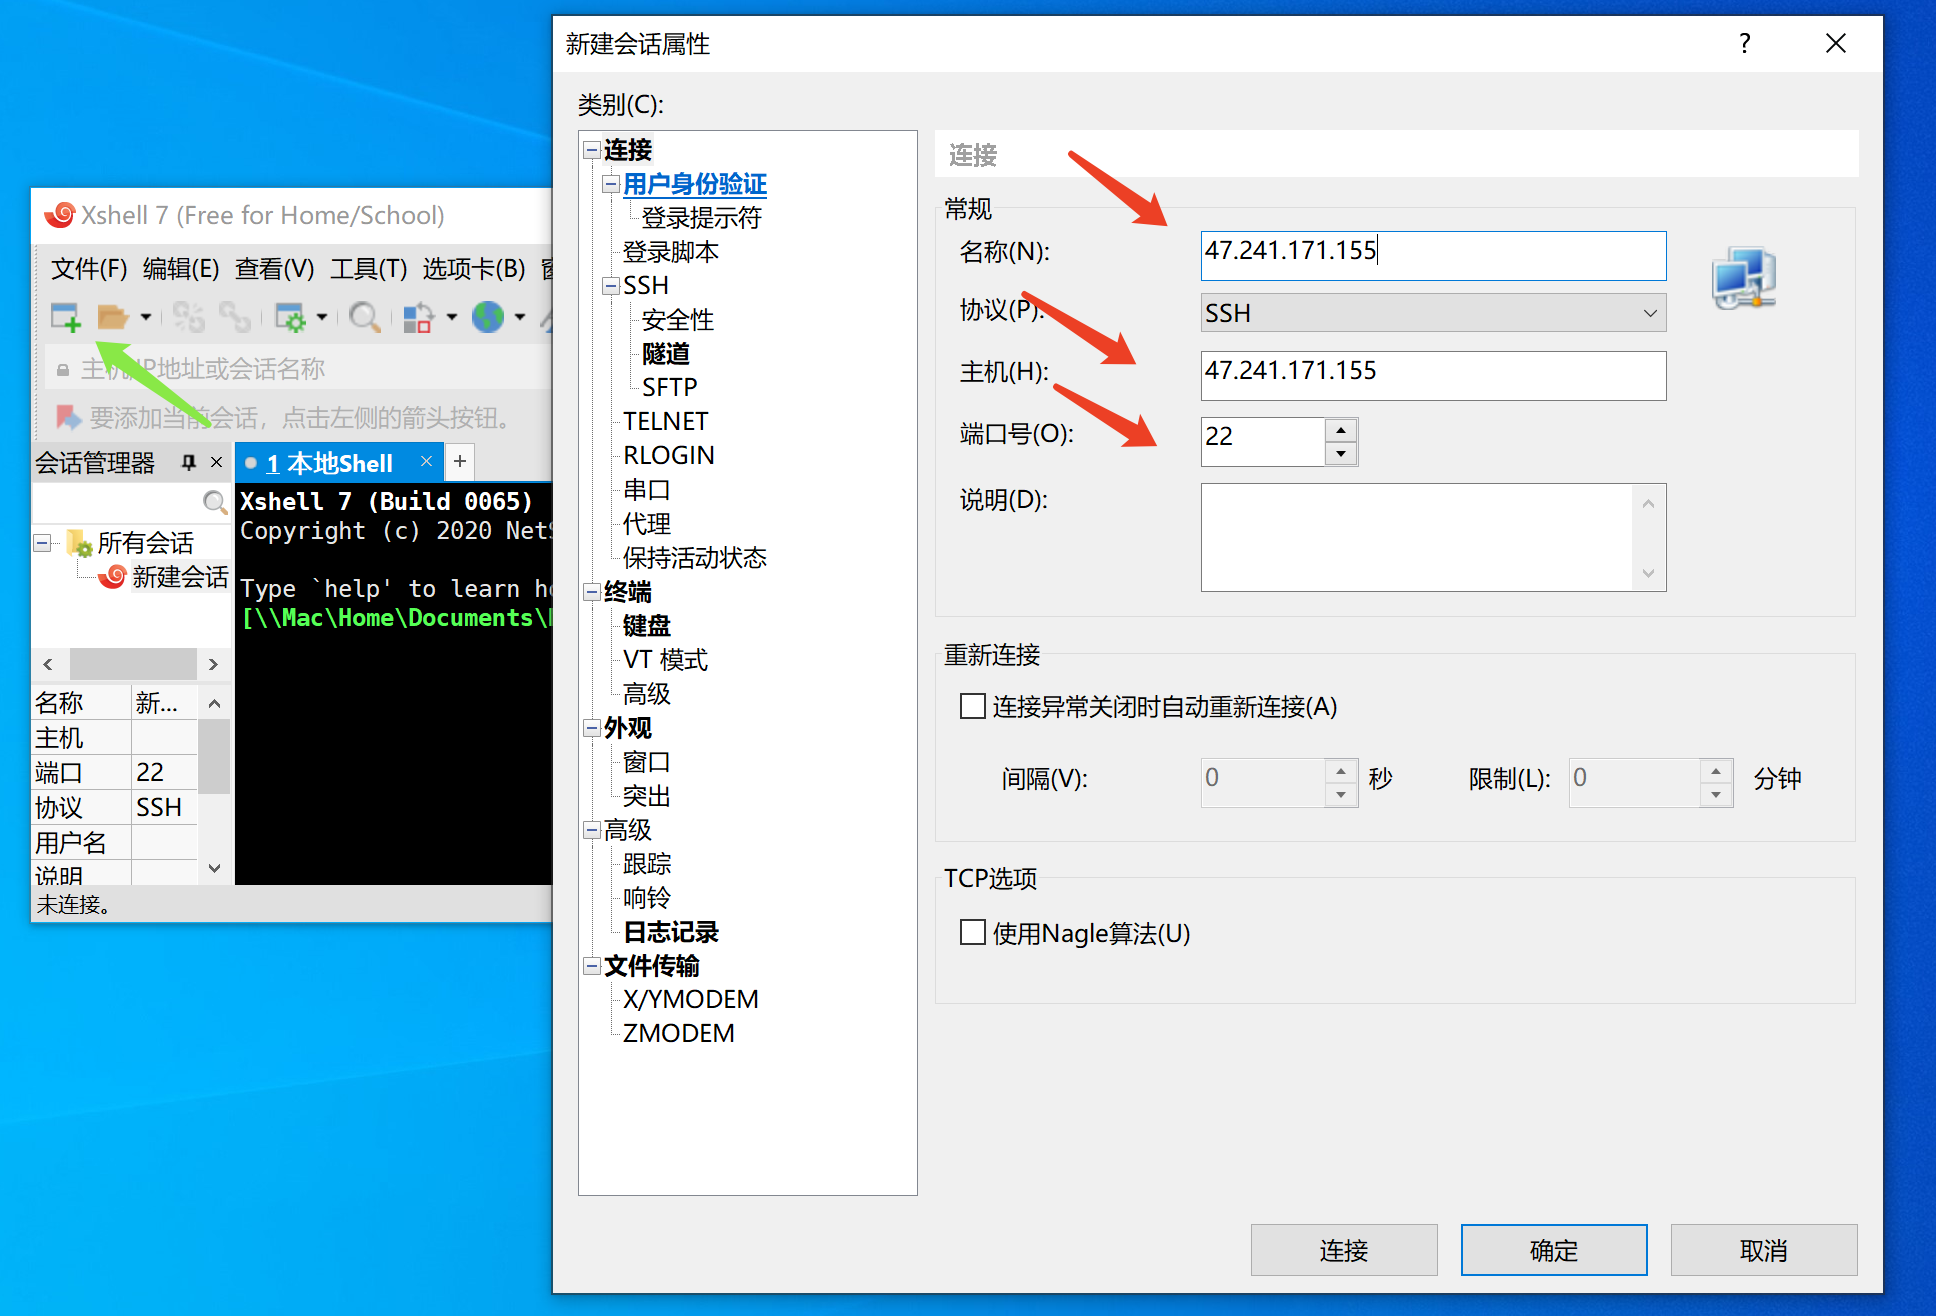 Xshell 7 (Free for Home/School)
文件(F) 编辑(E) 查看(V) 工具(T) 选项卡(B)
主机,IP地址或会话名称
要添加当前会话，点击左侧的箭头按钮。
会话管理器
1 本地Shell
+
所有会话
新建会话
Xshell 7 (Build 0065)
Copyright (c) 2020 Net
Type `help' to learn
[\\Mac\Home\Documents\
名称 新...
主机
端口 22
协议 SSH
用户名
说明
未连接。
新建会话属性
?
类别(C):
连接
用户身份验证
登录提示符
登录脚本
SSH
安全性
隧道
SFTP
TELNET
RLOGIN
串口
代理
保持活动状态
终端
键盘
VT 模式
高级
外观
窗口
突出
高级
跟踪
响铃
日志记录
文件传输
X/YMODEM
ZMODEM
连接
常规
名称(N): 47.241.171.155
协议(P): SSH
主机(H): 47.241.171.155
端口号(O): 22
说明(D):
重新连接
连接异常关闭时自动重新连接(A)
间隔(V): 0 秒 限制(L): 0 分钟
TCP选项
使用Nagle算法(U)
连接 确定 取消